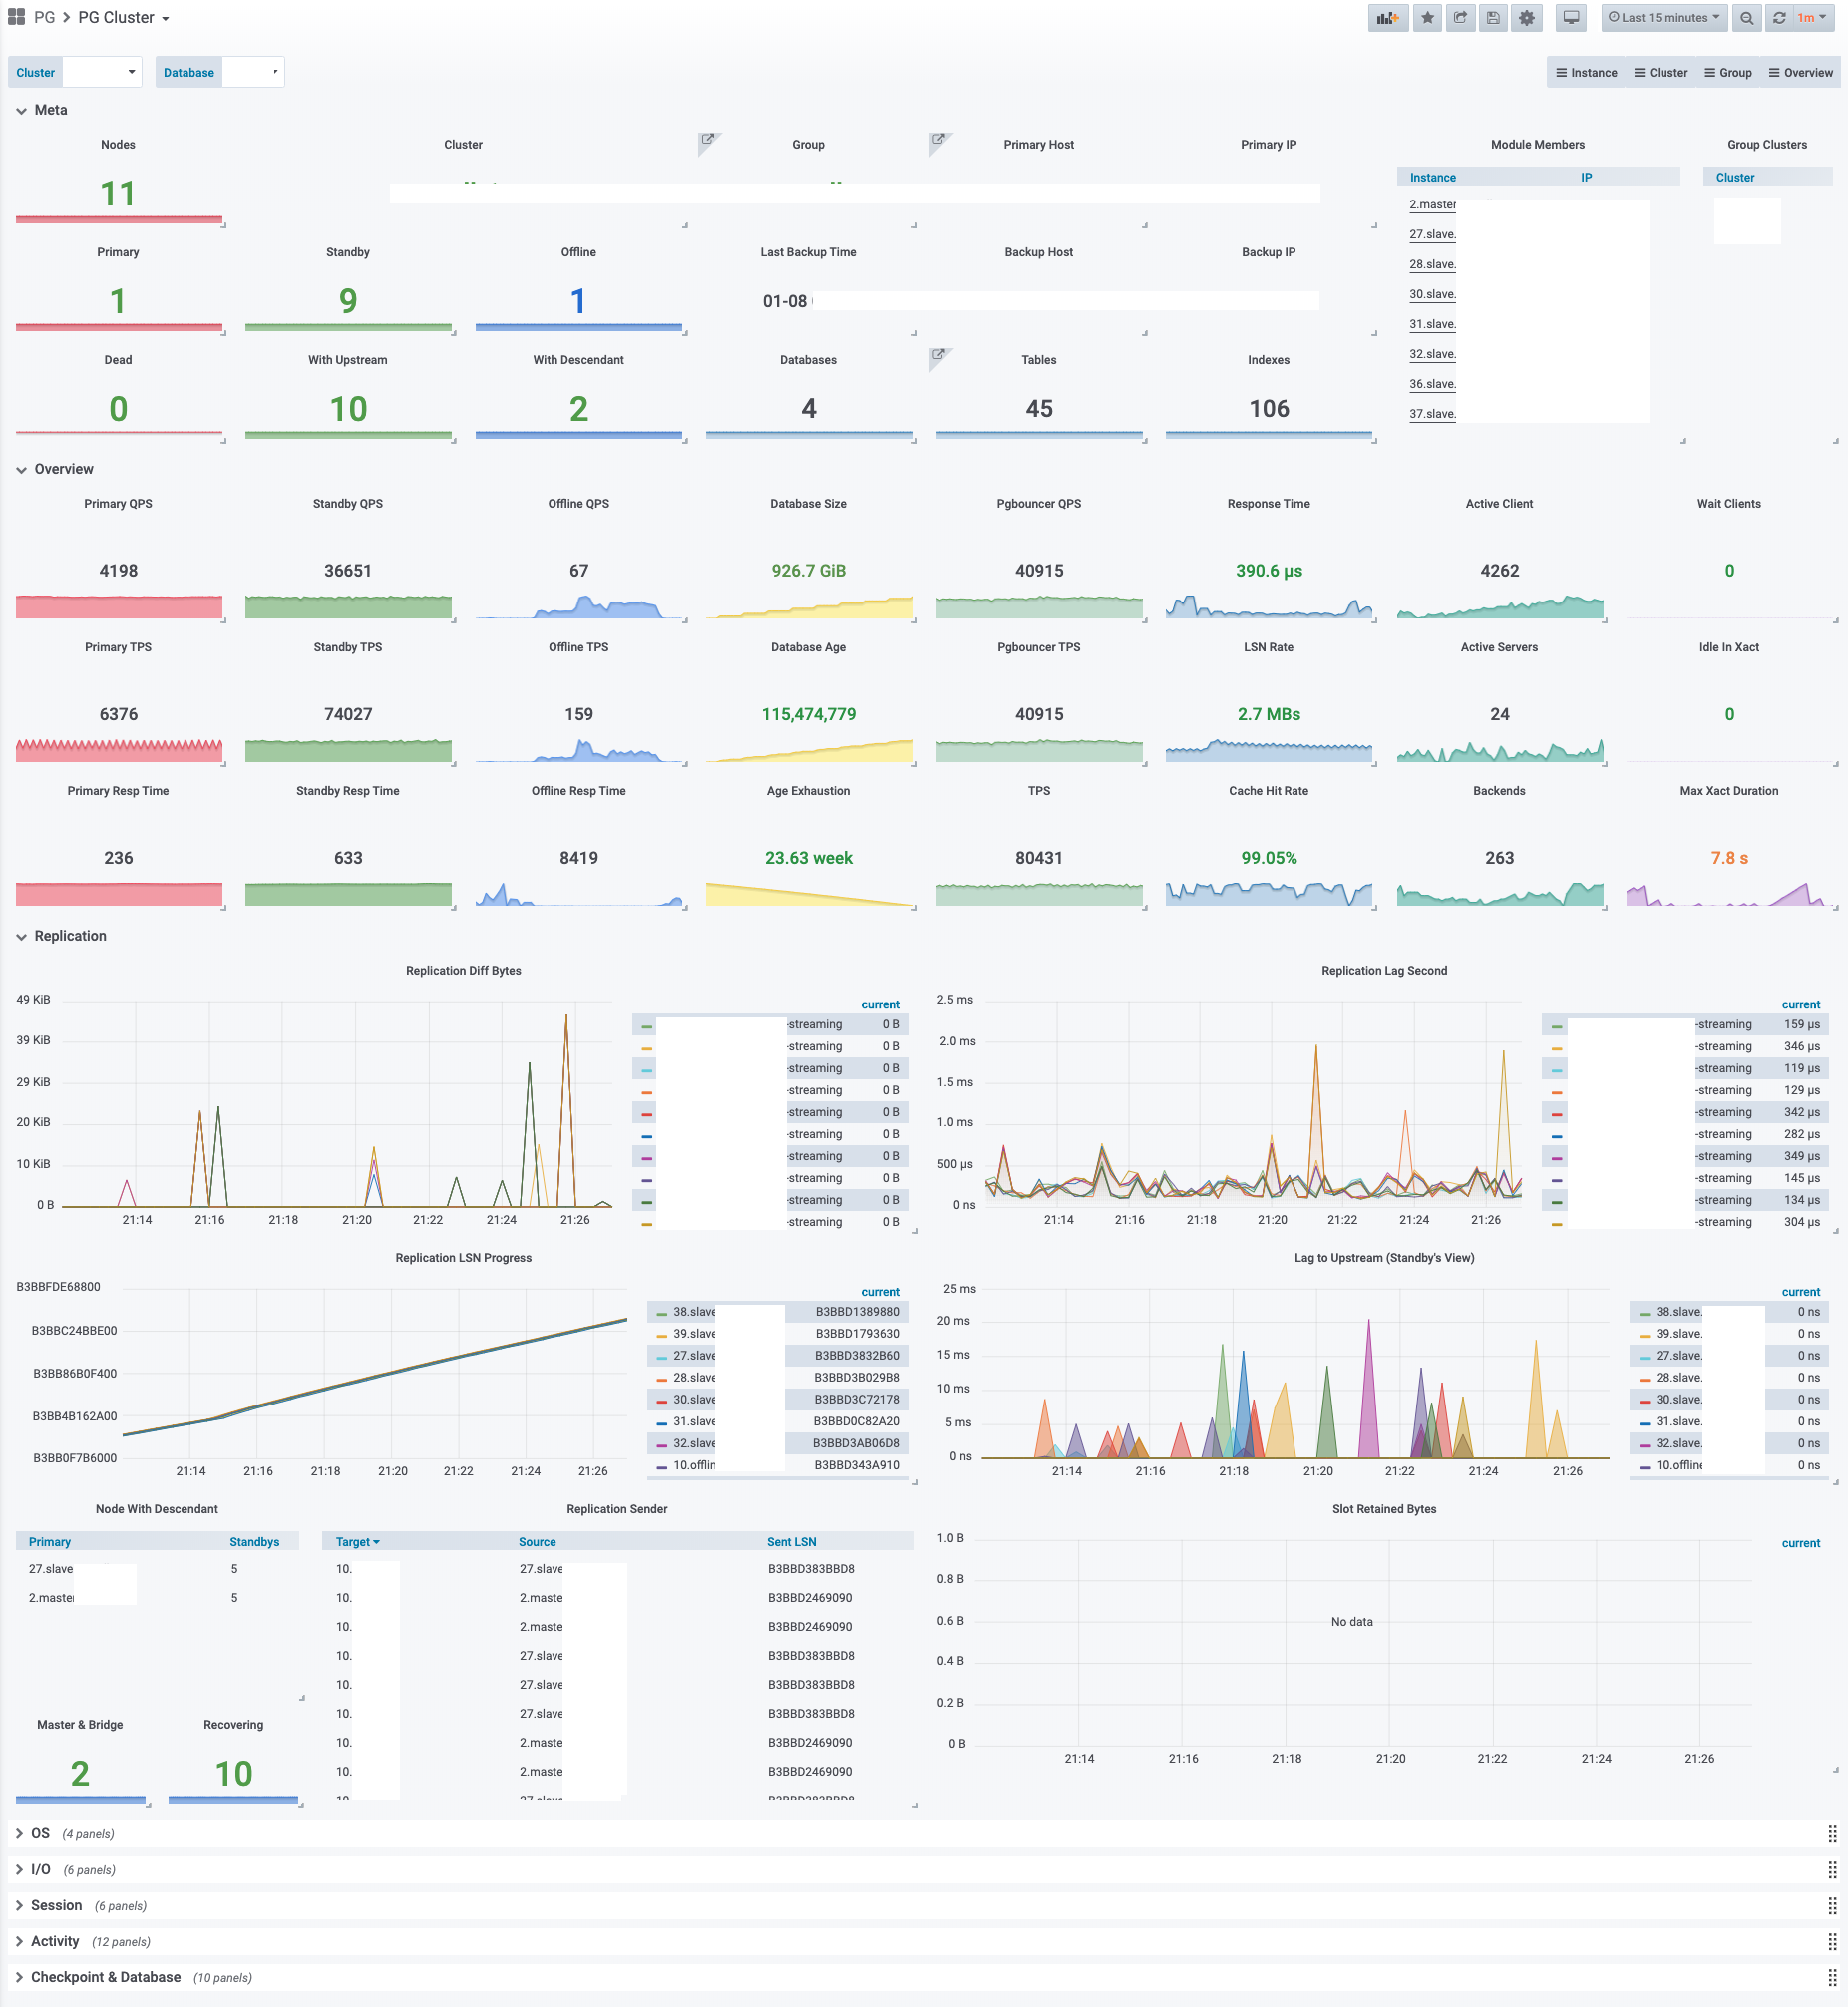 PG > PG Cluster
Last 15 minutes
1m
Cluster
Database
Instance Cluster Group Overview
Meta
Nodes Cluster Group Primary Host Primary IP Module Members Group Clusters
11
Instance IP
Cluster
2.master
27.slave.
28.slave.
30.slave.
31.slave.
32.slave.
36.slave.
37.slave.
Primary Standby Offline Last Backup Time Backup Host Backup IP
1 9 1 01-08
Dead With Upstream With Descendant Databases Tables Indexes
0 10 2 4 45 106
Overview
Primary QPS Standby QPS Offline QPS Database Size Pgbouncer QPS Response Time Active Client Wait Clients
4198 36651 67 926.7 GiB 40915 390.6 µs 4262 0
Primary TPS Standby TPS Offline TPS Database Age Pgbouncer TPS LSN Rate Active Servers Idle In Xact
6376 74027 159 115,474,779 40915 2.7 MBs 24 0
Primary Resp Time Standby Resp Time Offline Resp Time Age Exhaustion TPS Cache Hit Rate Backends Max Xact Duration
236 633 8419 23.63 week 80431 99.05% 263 7.8 s
Replication
Replication Diff Bytes
49 KiB
39 KiB
29 KiB
20 KiB
10 KiB
0 B
21:14 21:16 21:18 21:20 21:22 21:24 21:26
current
-streaming 0 B
-streaming 0 B
-streaming 0 B
-streaming 0 B
-streaming 0 B
-streaming 0 B
-streaming 0 B
-streaming 0 B
-streaming 0 B
-streaming 0 B
Replication Lag Second
2.5 ms
2.0 ms
1.5 ms
1.0 ms
500 µs
0 ns
21:14 21:16 21:18 21:20 21:22 21:24 21:26
current
-streaming 159 µs
-streaming 346 µs
-streaming 119 µs
-streaming 129 µs
-streaming 342 µs
-streaming 282 µs
-streaming 349 µs
-streaming 145 µs
-streaming 134 µs
-streaming 304 µs
Replication LSN Progress
B3BBFDE68800
B3BBC24BBE00
B3BB86B0F400
B3BB4B162A00
B3BB0F7B6000
21:14 21:16 21:18 21:20 21:22 21:24 21:26
current
38.slave B3BBD1389880
39.slave B3BBD1793630
27.slave B3BBD3832B60
28.slave B3BBD3B029B8
30.slave B3BBD3C72178
31.slave B3BBD0C82A20
32.slave B3BBD3AB06D8
10.offlin B3BBD343A910
Lag to Upstream (Standby's View)
25 ms
20 ms
15 ms
10 ms
5 ms
0 ns
21:14 21:16 21:18 21:20 21:22 21:24 21:26
current
38.slave. 0 ns
39.slave. 0 ns
27.slave. 0 ns
28.slave. 0 ns
30.slave. 0 ns
31.slave. 0 ns
32.slave. 0 ns
10.offline 0 ns
Node With Descendant
Primary Standbys
27.slave 5
2.master 5
Master & Bridge Recovering
2 10
Replication Sender
Target Source Sent LSN
10. 27.slave B3BBD383BBD8
10. 2.maste B3BBD2469090
10. 2.maste B3BBD2469090
10. 27.slave B3BBD383BBD8
10. 27.slave B3BBD383BBD8
10. 27.slave B3BBD383BBD8
10. 2.maste B3BBD2469090
10. 2.maste B3BBD2469090
Slot Retained Bytes
1.0 B
0.8 B
0.6 B
0.4 B
0.2 B
0 B
No data
21:14 21:16 21:18 21:20 21:22 21:24 21:26
current
OS (4 panels)
I/O (6 panels)
Session (6 panels)
Activity (12 panels)
Checkpoint & Database (10 panels)